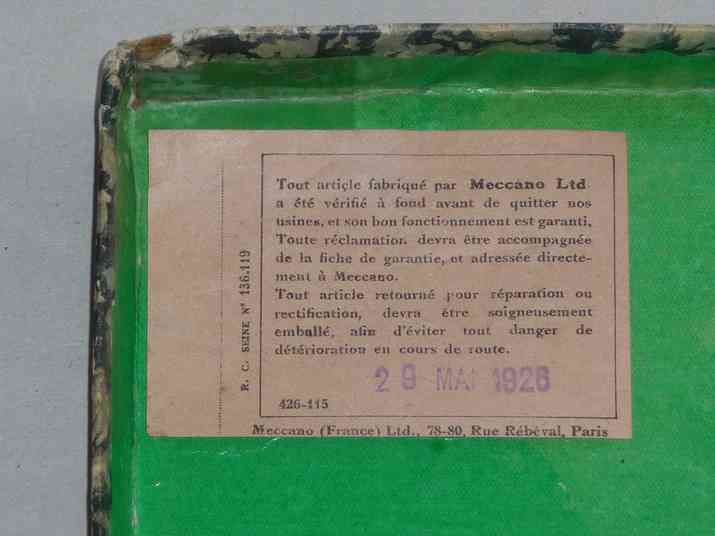 Tout article fabriqué par Meccano Ltd
a été vérifié à fond avant de quitter nos
usines, et son bon fonctionnement est garanti.
Toute réclamation devra être accompagnée
de la fiche de garantie, et adressée directe-
ment à Meccano.
Tout article retourné pour réparation ou
rectification, devra être soigneusement
emballé, afin d'éviter tout danger de
détérioration en cours de route.
29 MAI 1926
426-115
Meccano (France) Ltd., 78-80, Rue Rébéval, Paris
R. C. SEINE N° 136.119